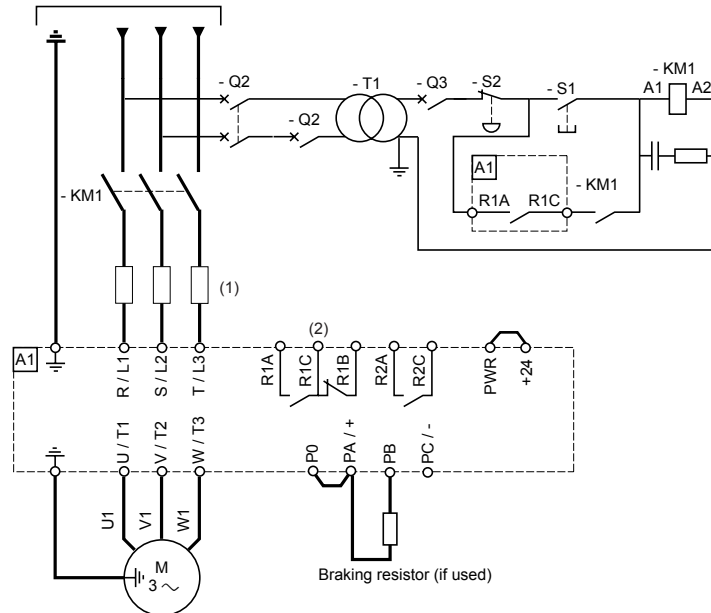 - Q2
- T1
- Q3
- S2
- S1
- KM1
A1
A2
- Q2
A1
R1A
R1C
- KM1
- KM1
(1)
(2)
A1
R / L1
S / L2
T / L3
R1A
R1C
R1B
R2A
R2C
PWR
+24
U / T1
V / T2
W / T3
P0
PA / +
PB
PC / -
U1
V1
W1
M
3 ~
Braking resistor (if used)